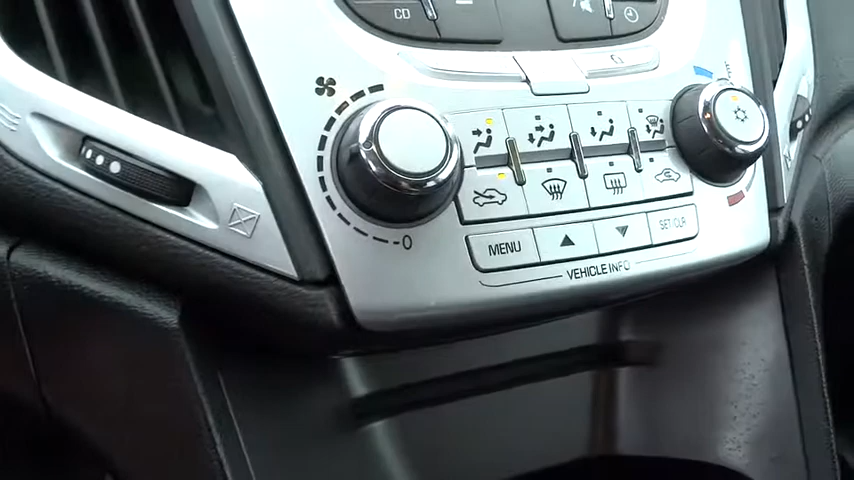 CD
0
MENU ▲ ▼ SET/CLR
VEHICLE INFO